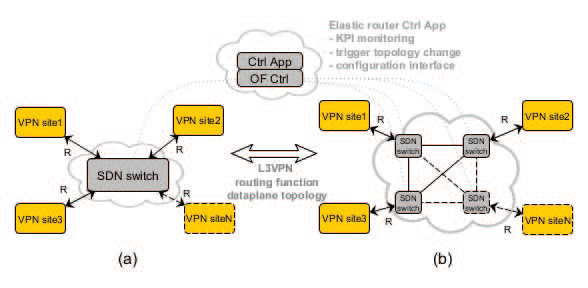 Elastic router Ctrl App
- KPI monitoring
- trigger topology change
- configuration interface
Ctrl App
OF Ctrl
VPN site1
VPN site2
R
R
SDN switch
R
R
VPN site3
VPN siteN
(a)
L3VPN
routing function
dataplane topology
VPN site1
VPN site2
R
R
SDN
switch
SDN
switch
SDN
switch
SDN
switch
VPN site3
R
R
VPN siteN
(b)